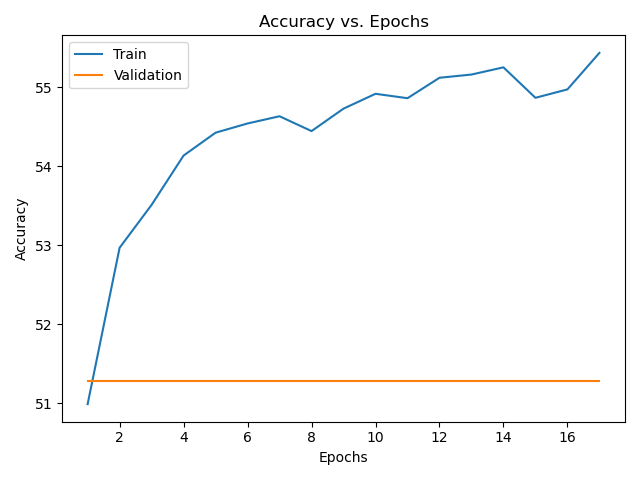 Accuracy vs. Epochs
Train
Validation
55
54
53
52
51
Accuracy
2 4 6 8 10 12 14 16
Epochs